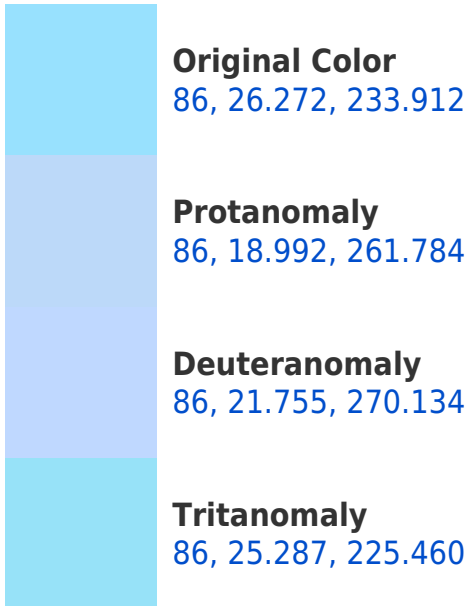 Original Color
86, 26.272, 233.912
Protanomaly
86, 18.992, 261.784
Deuteranomaly
86, 21.755, 270.134
Tritanomaly
86, 25.287, 225.460